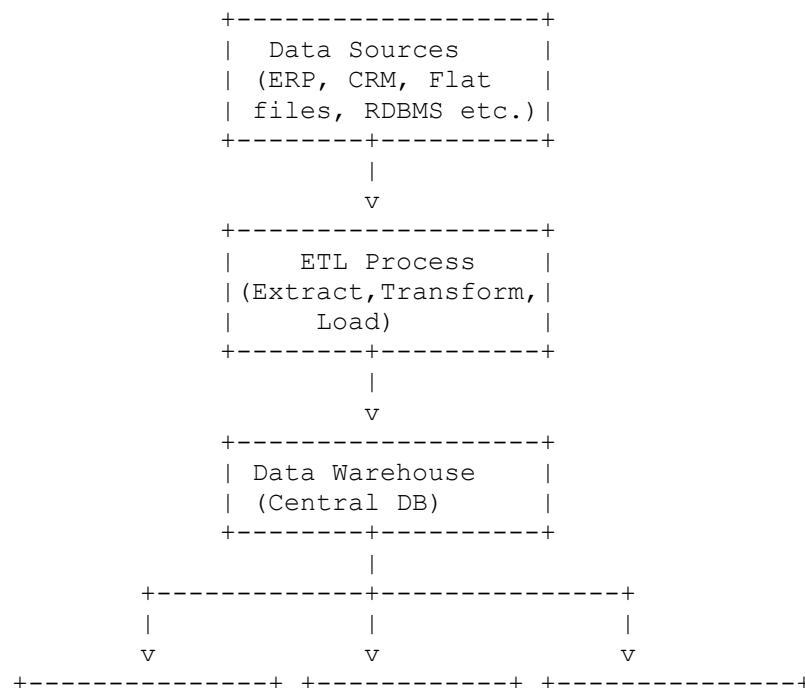 Data Sources
(ERP, CRM, Flat
files, RDBMS etc.)
ETL Process
(Extract,Transform,
Load)
Data Warehouse
(Central DB)